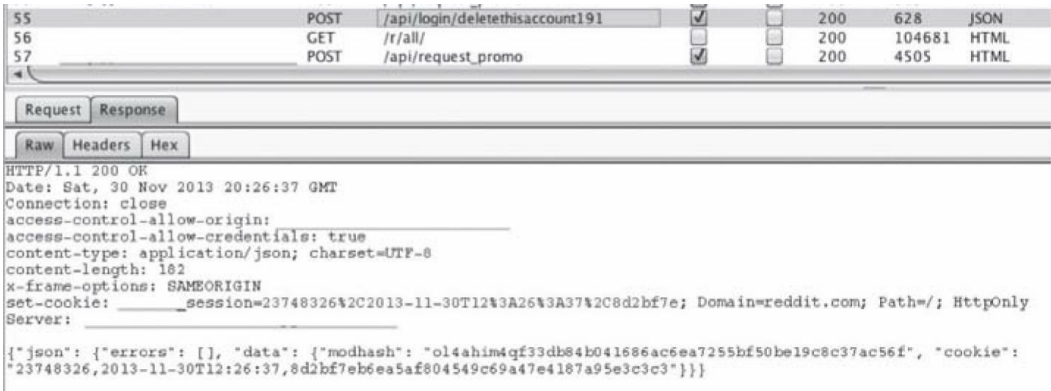 55 POST /api/login/deletethisaccount191 200 628 JSON
56 GET /r/all/ 200 104681 HTML
57 POST /api/request_promo 200 4505 HTML
Request Response
Raw Headers Hex
HTTP/1.1 200 OK
Date: Sat, 30 Nov 2013 20:26:37 GMT
Connection: close
access-control-allow-origin:
access-control-allow-credentials: true
content-type: application/json; charset=UTF-8
content-length: 182
x-frame-options: SAMEORIGIN
set-cookie: _session=23748326%2C2013-11-30T12%3A26%3A37%2C8d2bf7e; Domain=reddit.com; Path=/; HttpOnly
Server:
{"json": {"errors": [], "data": {"modhash": "ol4ahim4qf33db84b041686ac6ea7255bf50be19c8c37ac56f", "cookie":
"23748326,2013-11-30T12:26:37,8d2bf7eb6ea5af804549c69a47e4187a95e3c3c3"}}}